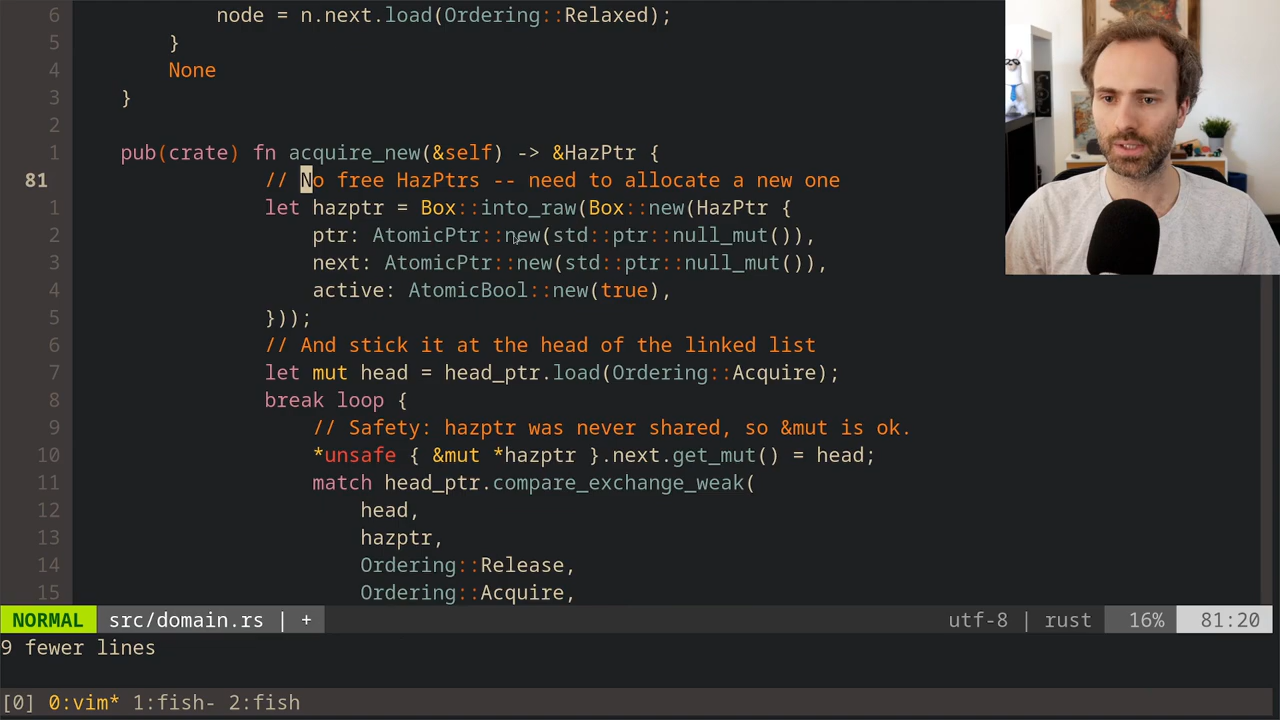 6 node = n.next.load(Ordering::Relaxed);
5 }
4 None
3 }
2
1 pub(crate) fn acquire_new(&self) -> &HazPtr {
81 // No free HazPtrs -- need to allocate a new one
1 let hazptr = Box::into_raw(Box::new(HazPtr {
2 ptr: AtomicPtr::new(std::ptr::null_mut()),
3 next: AtomicPtr::new(std::ptr::null_mut()),
4 active: AtomicBool::new(true),
5 }));
6 // And stick it at the head of the linked list
7 let mut head = head_ptr.load(Ordering::Acquire);
8 break loop {
9 // Safety: hazptr was never shared, so &mut is ok.
10 *unsafe { &mut *hazptr }.next.get_mut() = head;
11 match head_ptr.compare_exchange_weak(
12 head,
13 hazptr,
14 Ordering::Release,
15 Ordering::Acquire,
NORMAL src/domain.rs | + utf-8 | rust 16% 81:20
9 fewer lines
[0] 0:vim* 1:fish- 2:fish